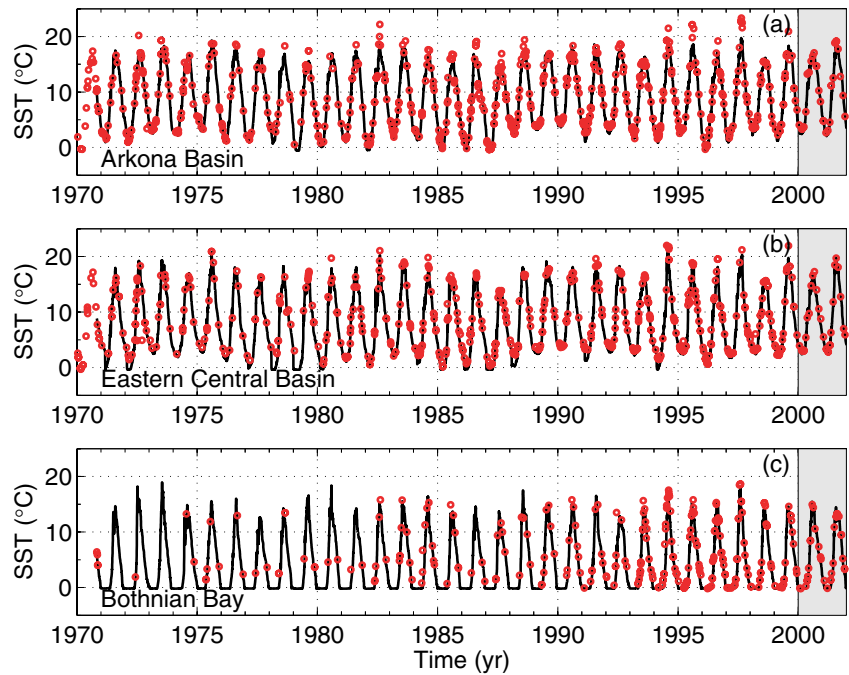 (a)
20
10
0
SST (°C)
Arkona Basin
1970 1975 1980 1985 1990 1995 2000
(b)
20
10
0
SST (°C)
Eastern Central Basin
1970 1975 1980 1985 1990 1995 2000
(c)
20
10
0
SST (°C)
Bothnian Bay
1970 1975 1980 1985 1990 1995 2000
Time (yr)